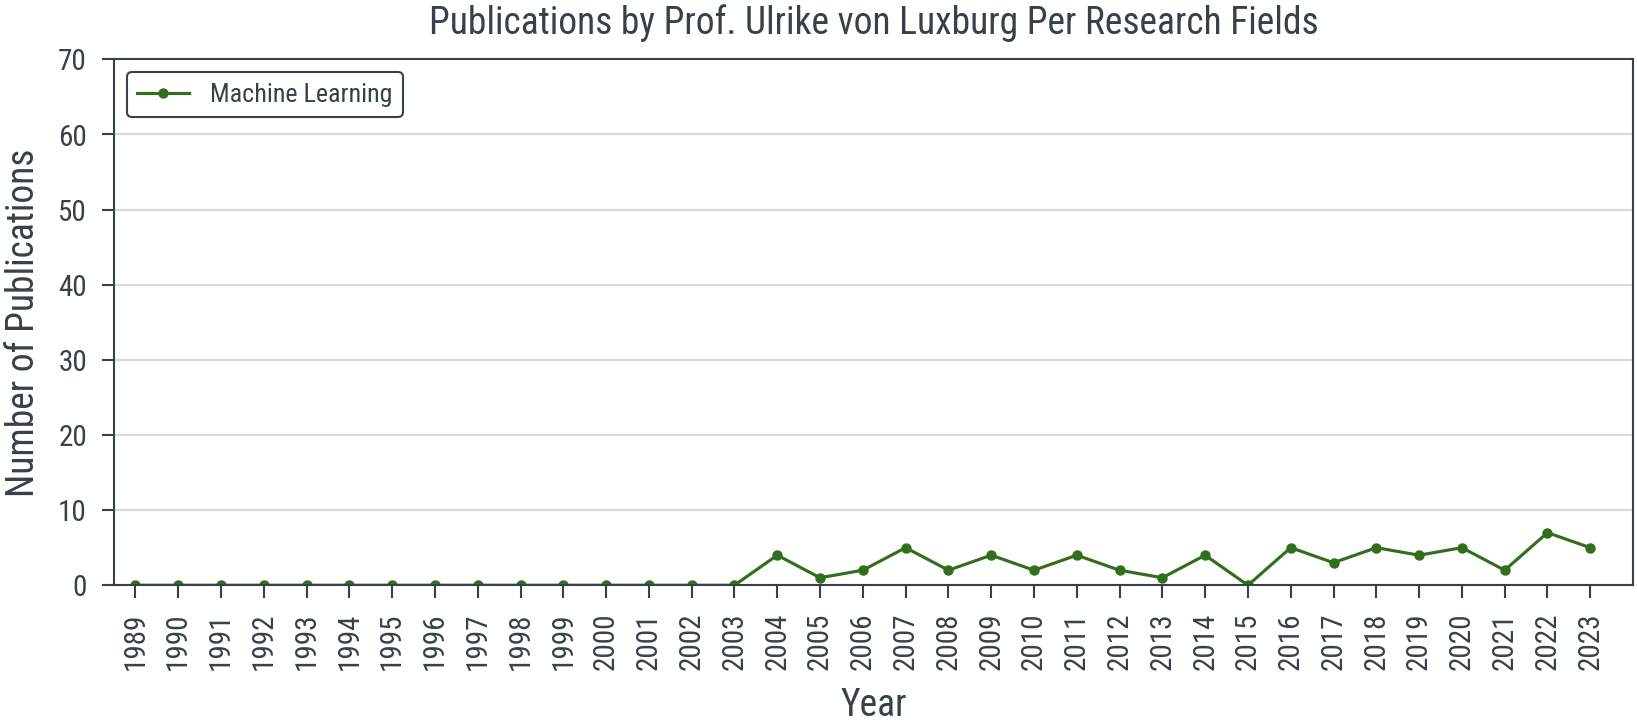 Publications by Prof. Ulrike von Luxburg Per Research Fields
Machine Learning
Number of Publications
70
60
50
40
30
20
10
0
1989 1990 1991 1992 1993 1994 1995 1996 1997 1998 1999 2000 2001 2002 2003 2004 2005 2006 2007 2008 2009 2010 2011 2012 2013 2014 2015 2016 2017 2018 2019 2020 2021 2022 2023
Year